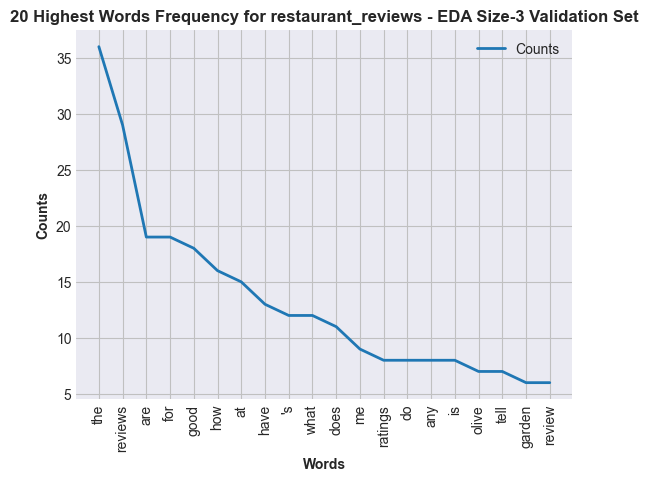 20 Highest Words Frequency for restaurant_reviews - EDA Size-3 Validation Set
Counts
35
30
25
20
15
10
5
Counts
the
reviews
are
for
good
how
at
have
's
what
does
me
ratings
do
any
is
olive
tell
garden
review
Words